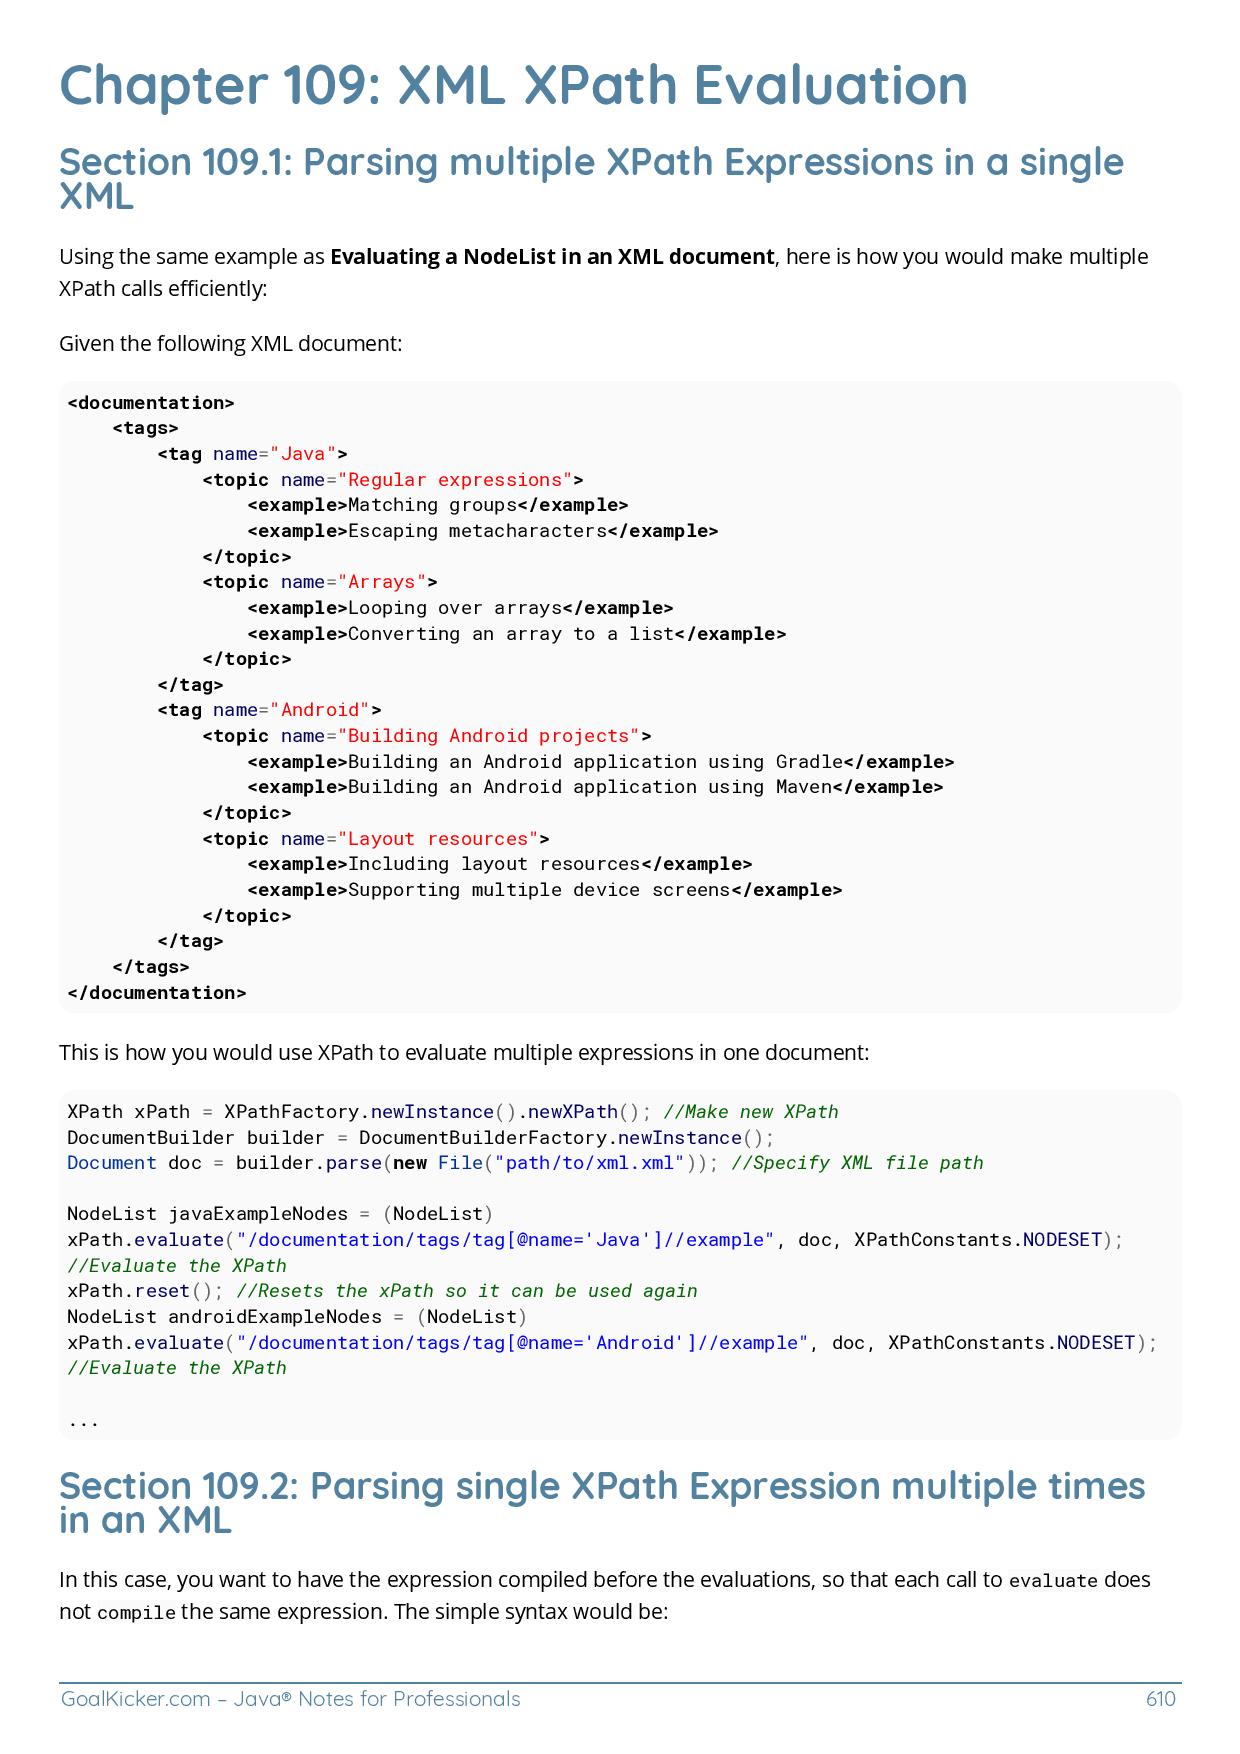 Chapter 109: XML XPath Evaluation
Section 109.1: Parsing multiple XPath Expressions in a single
XML
Using the same example as Evaluating a NodeList in an XML document, here is how you would make multiple
XPath calls efficiently:
Given the following XML document:
<documentation>
    <tags>
        <tag name="Java">
            <topic name="Regular expressions">
                <example>Matching groups</example>
                <example>Escaping metacharacters</example>
            </topic>
            <topic name="Arrays">
                <example>Looping over arrays</example>
                <example>Converting an array to a list</example>
            </topic>
        </tag>
        <tag name="Android">
            <topic name="Building Android projects">
                <example>Building an Android application using Gradle</example>
                <example>Building an Android application using Maven</example>
            </topic>
            <topic name="Layout resources">
                <example>Including layout resources</example>
                <example>Supporting multiple device screens</example>
            </topic>
        </tag>
    </tags>
</documentation>
This is how you would use XPath to evaluate multiple expressions in one document:
XPath xPath = XPathFactory.newInstance().newXPath(); //Make new XPath
DocumentBuilder builder = DocumentBuilderFactory.newInstance();
Document doc = builder.parse(new File("path/to/xml.xml")); //Specify XML file path
NodeList javaExampleNodes = (NodeList)
xPath.evaluate("/documentation/tags/tag[@name='Java']//example", doc, XPathConstants.NODESET);
//Evaluate the XPath
xPath.reset(); //Resets the xPath so it can be used again
NodeList androidExampleNodes = (NodeList)
xPath.evaluate("/documentation/tags/tag[@name='Android']//example", doc, XPathConstants.NODESET);
//Evaluate the XPath
...
Section 109.2: Parsing single XPath Expression multiple times
in an XML
In this case, you want to have the expression compiled before the evaluations, so that each call to evaluate does
not compile the same expression. The simple syntax would be:
GoalKicker.com – Java® Notes for Professionals
610